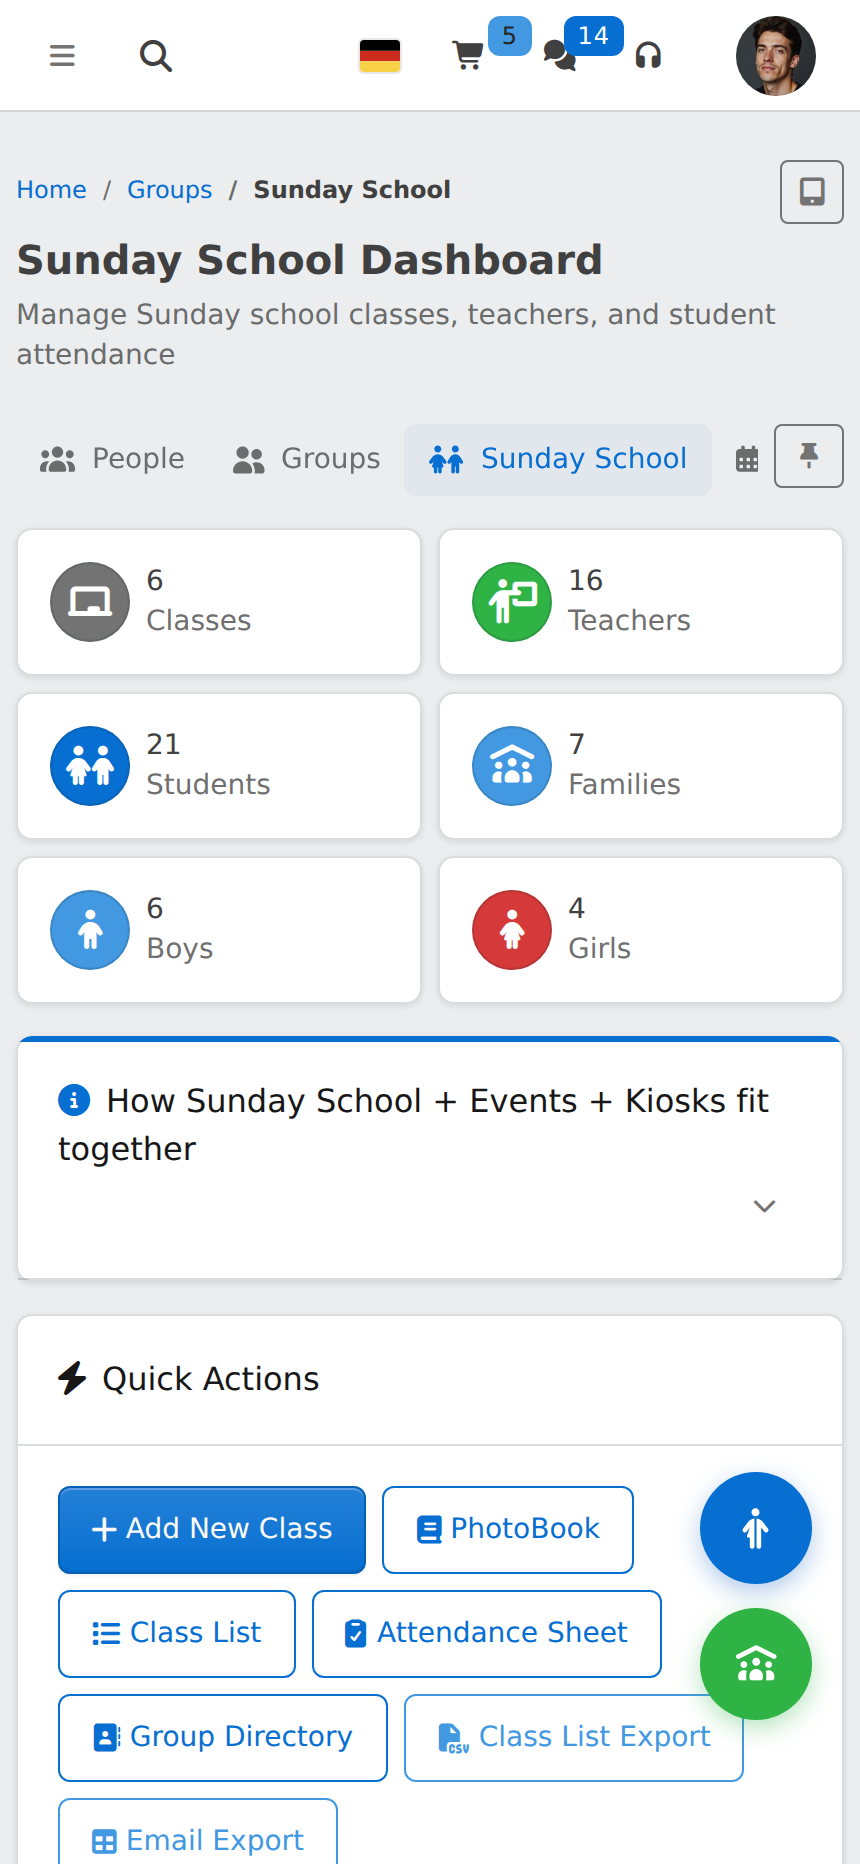 5
14
Home / Groups / Sunday School
Sunday School Dashboard
Manage Sunday school classes, teachers, and student
attendance
People
Groups
Sunday School
6
Classes
16
Teachers
21
Students
7
Families
6
Boys
4
Girls
How Sunday School + Events + Kiosks fit
together
Quick Actions
Add New Class
PhotoBook
Class List
Attendance Sheet
Group Directory
CSV Class List Export
Email Export